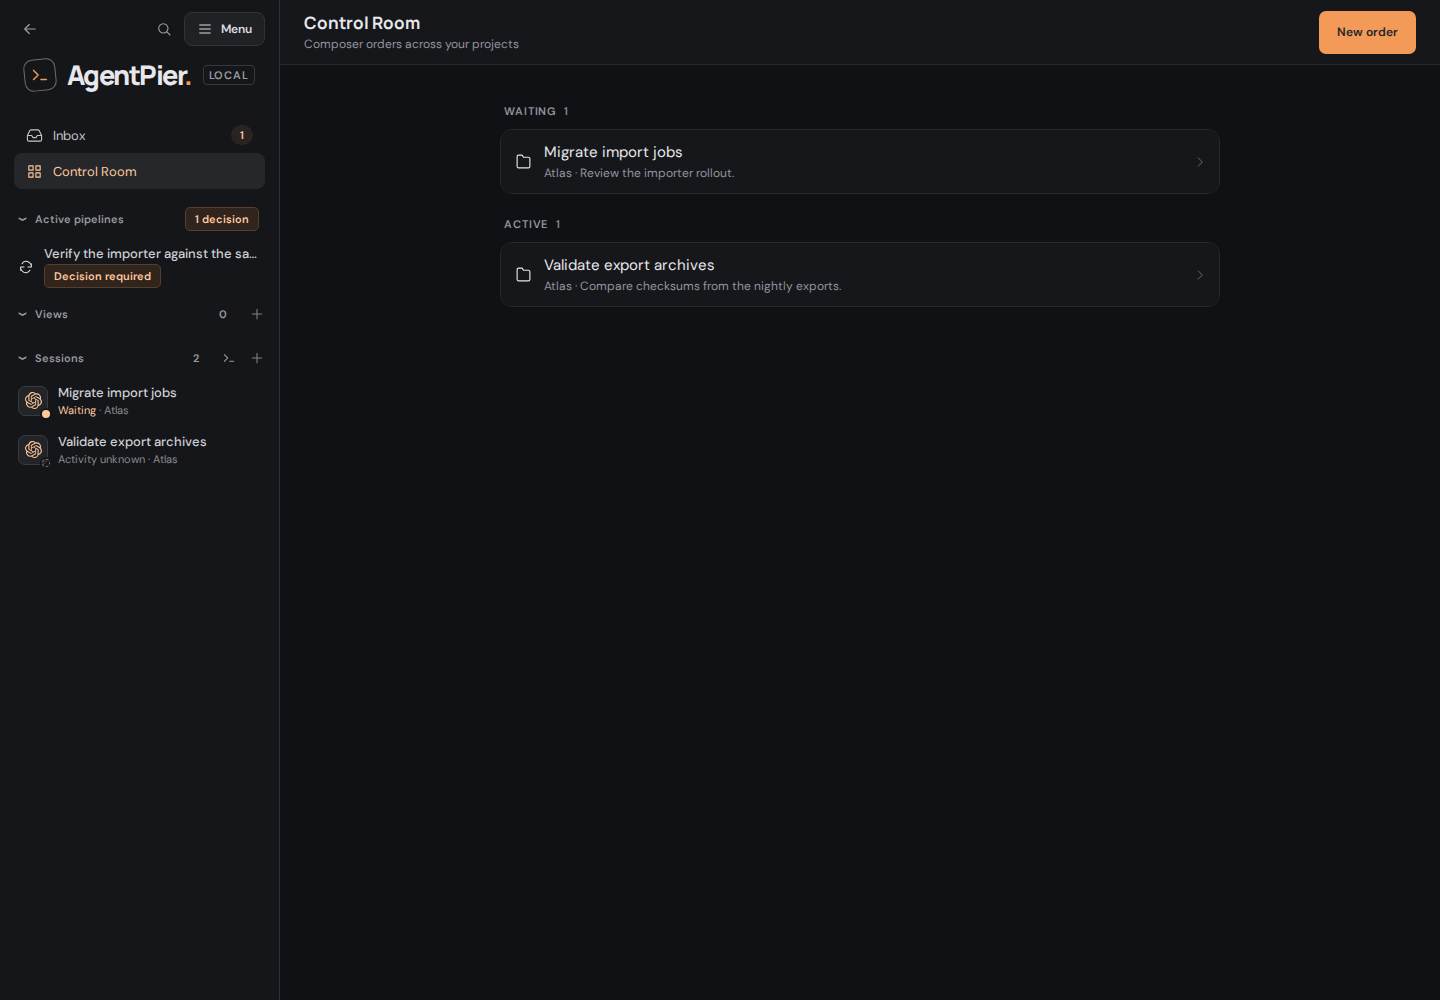 Menu
AgentPier.
LOCAL
Inbox
1
Control Room
Active pipelines
1 decision
Verify the importer against the sa...
Decision required
Views
0
Sessions
2
Migrate import jobs
Waiting · Atlas
Validate export archives
Activity unknown · Atlas
Control Room
Composer orders across your projects
New order
WAITING 1
Migrate import jobs
Atlas · Review the importer rollout.
ACTIVE 1
Validate export archives
Atlas · Compare checksums from the nightly exports.